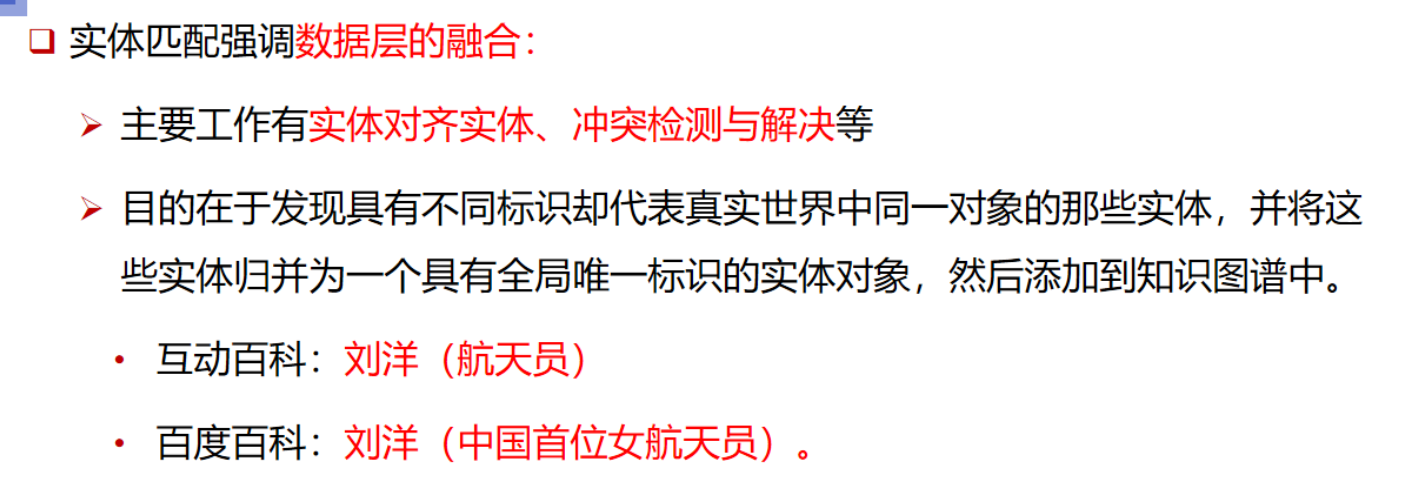 实体匹配强调数据层的融合：
主要工作有实体对齐实体、冲突检测与解决等
目的在于发现具有不同标识却代表真实世界中同一对象的那些实体，并将这
些实体归并为一个具有全局唯一标识的实体对象，然后添加到知识图谱中。
互动百科：刘洋（航天员）
百度百科：刘洋（中国首位女航天员）。